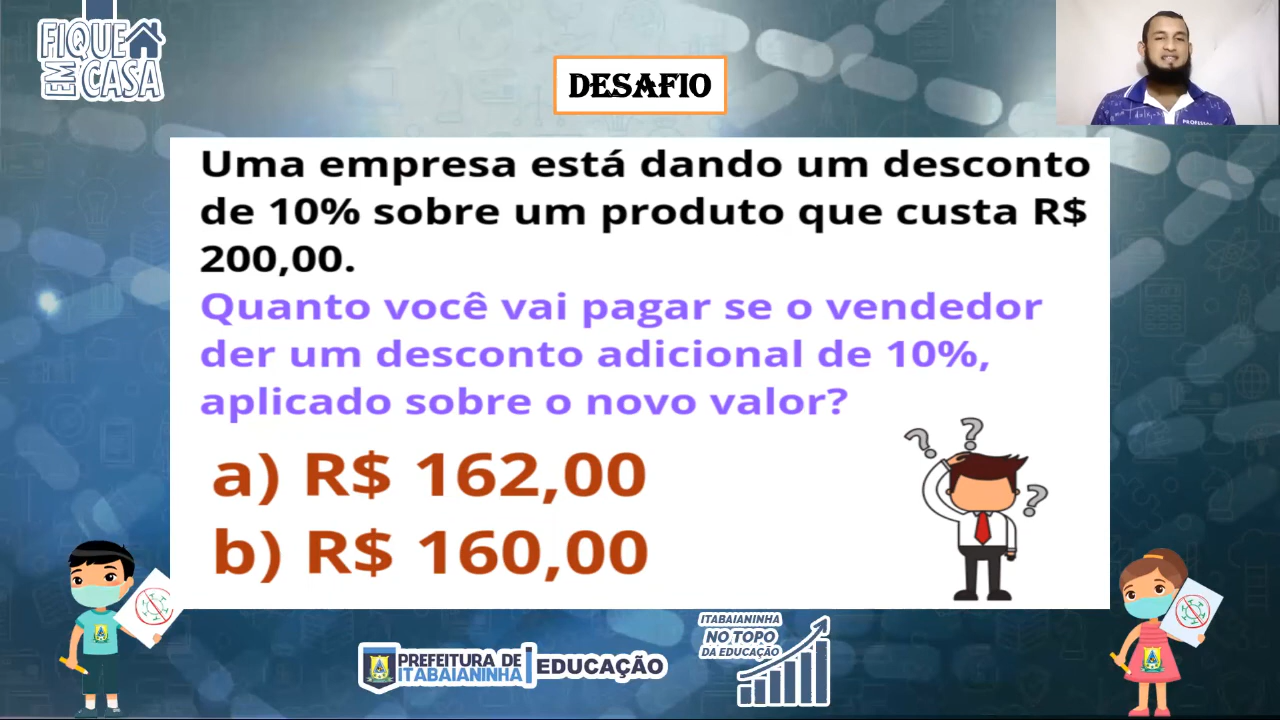 FIQUE
EM CASA
DESAFIO
PROFESSOR
Uma empresa está dando um desconto
de 10% sobre um produto que custa R$
200,00.
Quanto você vai pagar se o vendedor
der um desconto adicional de 10%,
aplicado sobre o novo valor?
a) R$ 162,00
b) R$ 160,00
? ? ?
ITABAIANINHA
NO TOPO
DA EDUCAÇÃO
PREFEITURA DE
ITABAIANINHA
EDUCAÇÃO